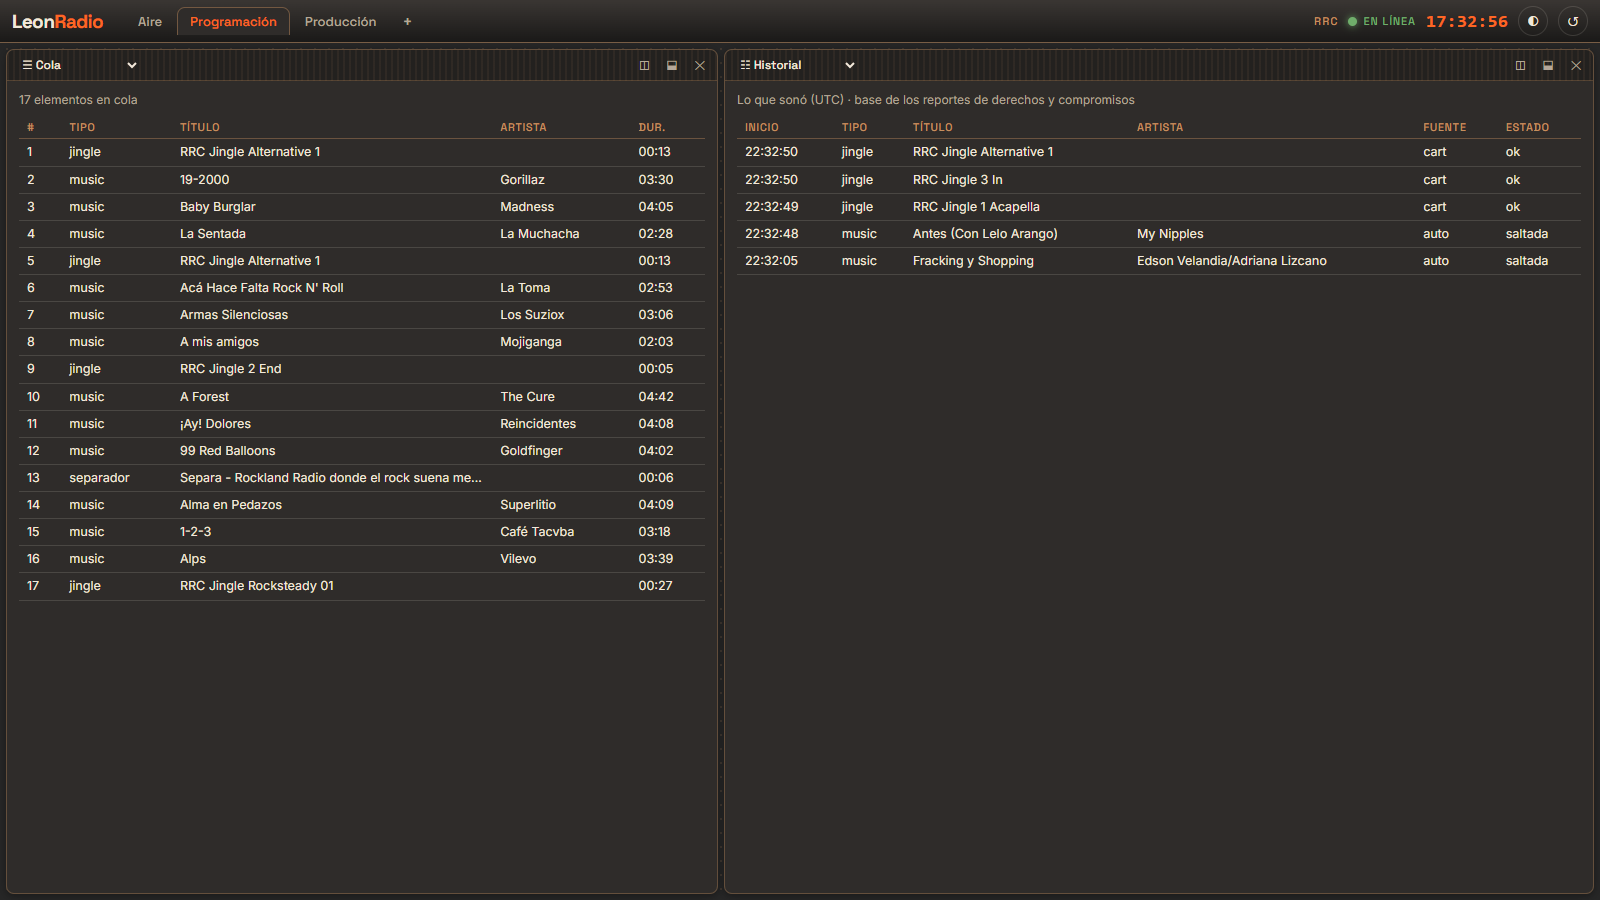 LeonRadio Aire Programación Producción + RRC EN LÍNEA 17:32:56
Cola
17 elementos en cola
# TIPO TÍTULO ARTISTA DUR.
1 jingle RRC Jingle Alternative 1 00:13
2 music 19-2000 Gorillaz 03:30
3 music Baby Burglar Madness 04:05
4 music La Sentada La Muchacha 02:28
5 jingle RRC Jingle Alternative 1 00:13
6 music Acá Hace Falta Rock N' Roll La Toma 02:53
7 music Armas Silenciosas Los Suziox 03:06
8 music A mis amigos Mojiganga 02:03
9 jingle RRC Jingle 2 End 00:05
10 music A Forest The Cure 04:42
11 music ¡Ay! Dolores Reincidentes 04:08
12 music 99 Red Balloons Goldfinger 04:02
13 separador Separa - Rockland Radio donde el rock suena me... 00:06
14 music Alma en Pedazos Superlitio 04:09
15 music 1-2-3 Café Tacvba 03:18
16 music Alps Vilevo 03:39
17 jingle RRC Jingle Rocksteady 01 00:27
Historial
Lo que sonó (UTC) · base de los reportes de derechos y compromisos
INICIO TIPO TÍTULO ARTISTA FUENTE ESTADO
22:32:50 jingle RRC Jingle Alternative 1 cart ok
22:32:50 jingle RRC Jingle 3 In cart ok
22:32:49 jingle RRC Jingle 1 Acapella cart ok
22:32:48 music Antes (Con Lelo Arango) My Nipples auto saltada
22:32:05 music Fracking y Shopping Edson Velandia/Adriana Lizcano auto saltada